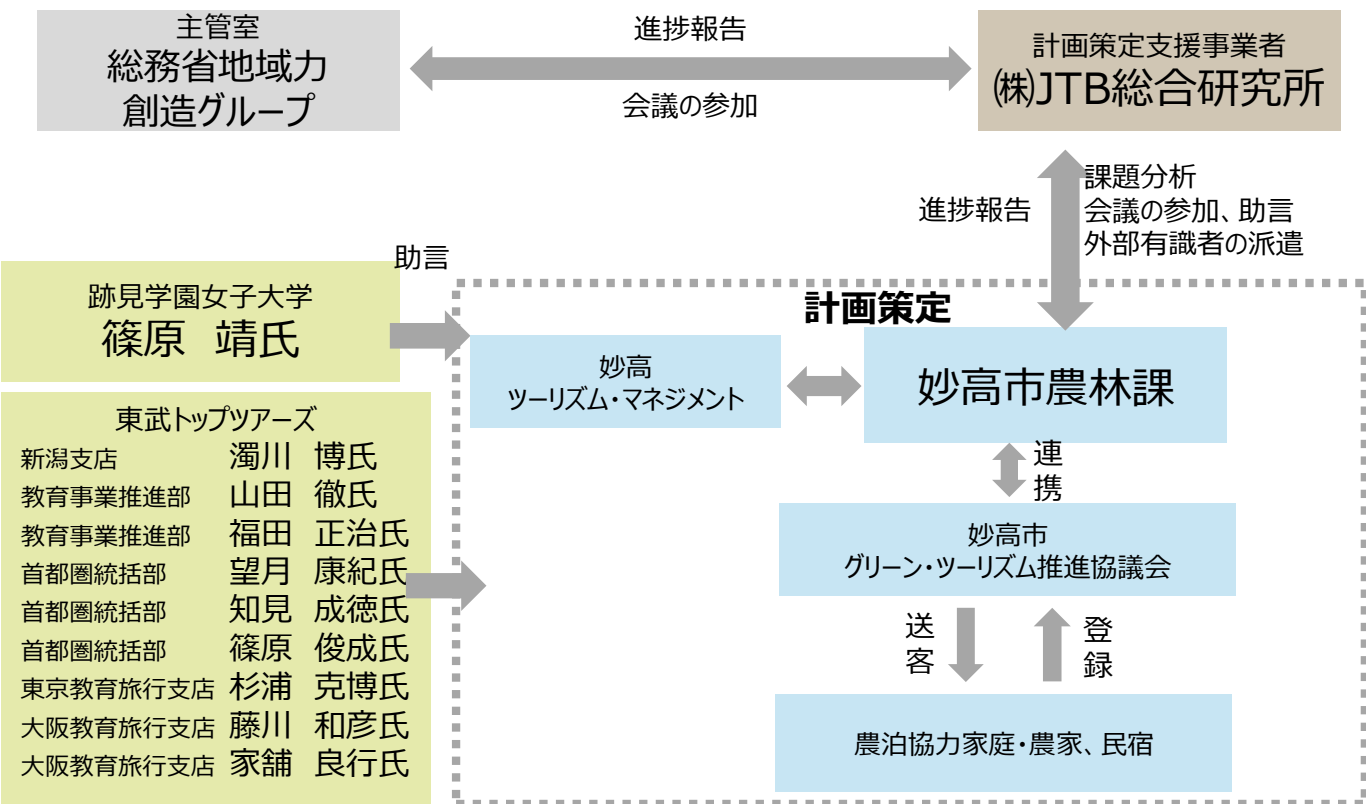 主管室
総務省地域力
創造グループ
進捗報告
会議の参加
計画策定支援事業者
㈱JTB総合研究所
進捗報告
課題分析
会議の参加、助言
外部有識者の派遣
助言
跡見学園女子大学
篠原 靖氏
東武トップツアーズ
新潟支店 濁川 博氏
教育事業推進部 山田 徹氏
教育事業推進部 福田 正治氏
首都圏統括部 望月 康紀氏
首都圏統括部 知見 成徳氏
首都圏統括部 篠原 俊成氏
東京教育旅行支店 杉浦 克博氏
大阪教育旅行支店 藤川 和彦氏
大阪教育旅行支店 家舗 良行氏
計画策定
妙高
ツーリズム・マネジメント
妙高市農林課
連
携
妙高市
グリーン・ツーリズム推進協議会
送
客
登
録
農泊協力家庭・農家、民宿